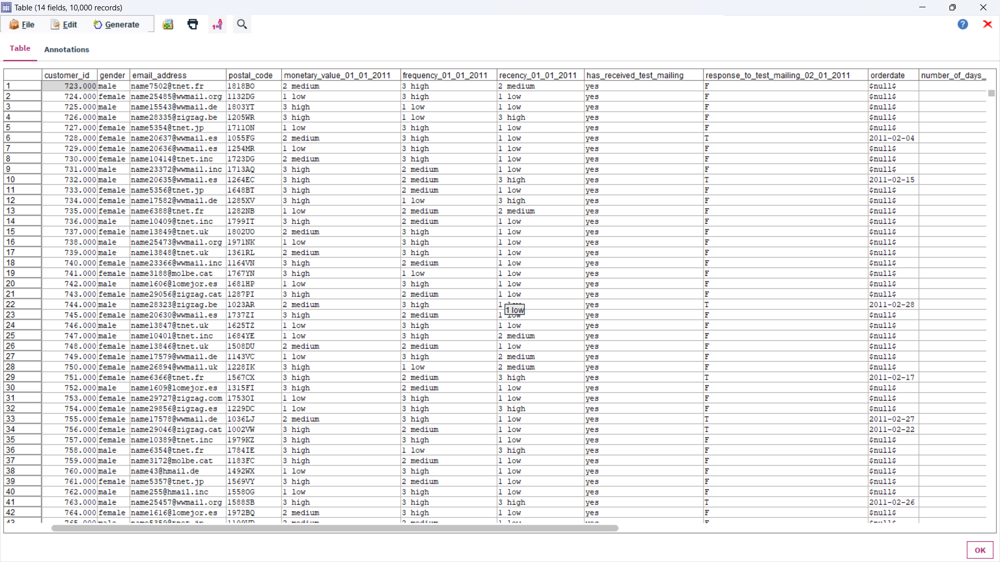 Table (14 fields, 10,000 records)
File Edit Generate
Table Annotations
customer_id gender email_address postal_code monetary_value_01_01_2011 frequency_01_01_2011 recency_01_01_2011 has_received_test_mailing response_to_test_mailing_02_01_2011 orderdate number_of_days_
1 723.000 male name7502@tnet.fr 1818BO 2 medium 3 high 2 medium yes F $null$
2 724.000 female name25485@wwmail.org 1132DG 1 low 3 high 1 low yes F $null$
3 725.000 male name15543@wwmail.de 1803YT 3 high 1 low 1 low yes F $null$
4 726.000 male name28335@zigzag.be 1205WR 3 high 1 low 3 high yes F $null$
5 727.000 female name5354@tnet.jp 1711ON 1 low 3 high 1 low yes F $null$
6 728.000 female name20637@wwmail.es 1055FG 2 medium 3 high 1 low yes T 2011-02-04
7 729.000 female name20636@wwmail.es 1254MR 1 low 3 high 1 low yes F $null$
8 730.000 female name10414@tnet.inc 1723DG 2 medium 3 high 1 low yes F $null$
9 731.000 male name23372@wwmail.inc 1713AQ 3 high 2 medium 1 low yes F $null$
10 732.000 male name20635@wwmail.es 1264EC 3 high 2 medium 3 high yes T 2011-02-15
11 733.000 female name5356@tnet.jp 1648BT 3 high 2 medium 1 low yes F $null$
12 734.000 female name17582@wwmail.de 1285XV 3 high 1 low 3 high yes F $null$
13 735.000 female name6388@tnet.fr 1282NB 1 low 2 medium 2 medium yes F $null$
14 736.000 male name10409@tnet.inc 1799IT 3 high 2 medium 1 low yes F $null$
15 737.000 female name13849@tnet.uk 1802UO 2 medium 3 high 1 low yes F $null$
16 738.000 male name25473@wwmail.org 1971NK 1 low 3 high 1 low yes F $null$
17 739.000 male name13848@tnet.uk 1361RL 2 medium 3 high 1 low yes F $null$
18 740.000 female name23366@wwmail.inc 1164VN 3 high 2 medium 1 low yes F $null$
19 741.000 female name3188@molbe.cat 1767YN 3 high 1 low 1 low yes F $null$
20 742.000 male name1606@lomejor.es 1681HP 1 low 3 high 1 low yes F $null$
21 743.000 female name29056@zigzag.cat 1287PI 3 high 2 medium 1 low yes F $null$
22 744.000 male name28323@zigzag.be 1023AR 2 medium 3 high 1 yes T 2011-02-28
1 low
23 745.000 female name20630@wwmail.es 1737ZI 3 high 2 medium 1 low yes F $null$
24 746.000 male name13847@tnet.uk 1625TZ 1 low 3 high 1 low yes F $null$
25 747.000 male name10401@tnet.inc 1684YE 1 low 3 high 2 medium yes F $null$
26 748.000 female name13846@tnet.uk 1508DU 2 medium 2 medium 1 low yes F $null$
27 749.000 female name17579@wwmail.de 1143VC 1 low 3 high 2 medium yes F $null$
28 750.000 female name26894@wwmail.uk 1228IK 3 high 1 low 2 medium yes F $null$
29 751.000 female name6366@tnet.fr 1567CX 3 high 2 medium 3 high yes T 2011-02-17
30 752.000 male name1609@lomejor.es 1315FI 3 high 2 medium 1 low yes F $null$
31 753.000 female name29727@zigzag.com 1753OI 1 low 3 high 1 low yes F $null$
32 754.000 female name29856@zigzag.es 1229DC 1 low 3 high 3 high yes F $null$
33 755.000 female name17578@wwmail.de 1036LJ 2 medium 3 high 1 low yes T 2011-02-27
34 756.000 female name29046@zigzag.cat 1002VW 3 high 2 medium 1 low yes T 2011-02-22
35 757.000 female name10389@tnet.inc 1979KZ 3 high 3 high 1 low yes F $null$
36 758.000 male name6354@tnet.fr 1784IE 3 high 1 low 3 high yes F $null$
37 759.000 male name3172@molbe.cat 1183FC 3 high 2 medium 1 low yes F $null$
38 760.000 male name43@hmail.de 1492WX 1 low 3 high 1 low yes F $null$
39 761.000 female name5357@tnet.jp 1569VY 3 high 2 medium 1 low yes F $null$
40 762.000 male name255@hmail.inc 1558OG 1 low 3 high 1 low yes F $null$
41 763.000 male name25457@wwmail.org 1588SB 3 high 3 high 3 high yes T 2011-02-26
42 764.000 female name1616@lomejor.es 1972BQ 2 medium 3 high 1 low yes F $null$
OK